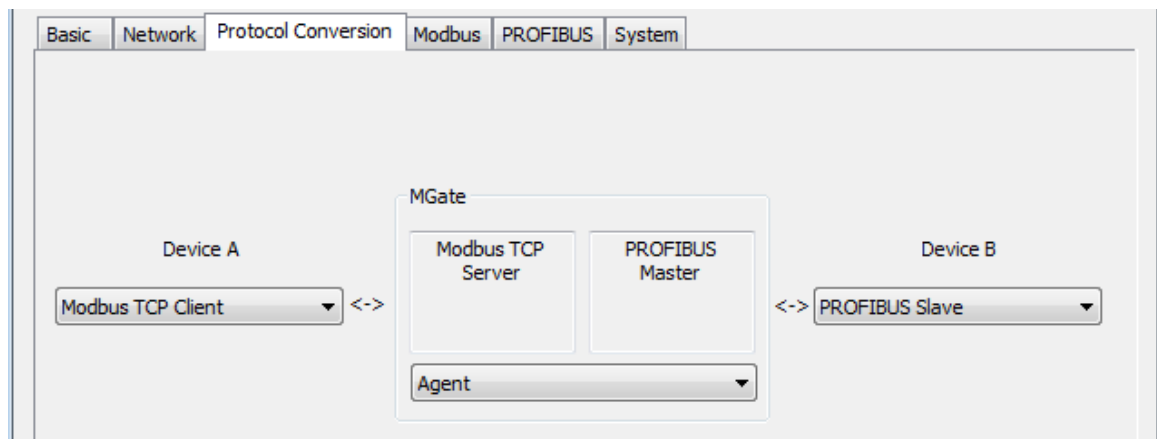 Basic Network Protocol Conversion Modbus PROFIBUS System
MGate
Device A
Modbus TCP
Server
PROFIBUS
Master
Device B
Modbus TCP Client <-> <-> PROFIBUS Slave
Agent